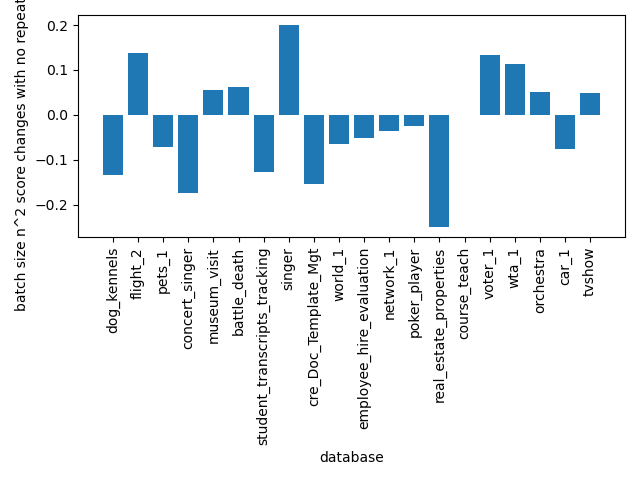 batch size n^2 score changes with no repeat
0.2
0.1
0.0
−0.1
−0.2
dog_kennels
flight_2
pets_1
concert_singer
museum_visit
battle_death
student_transcripts_tracking
singer
cre_Doc_Template_Mgt
world_1
employee_hire_evaluation
network_1
poker_player
real_estate_properties
course_teach
voter_1
wta_1
orchestra
car_1
tvshow
database